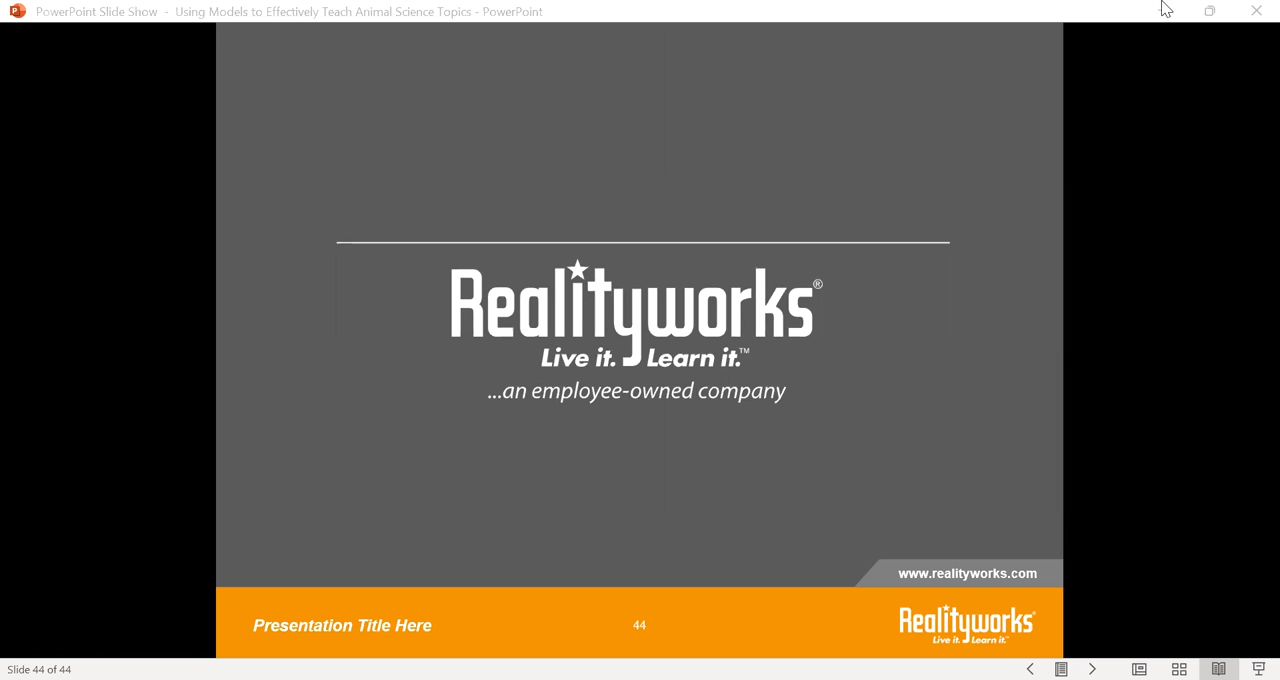 PowerPoint Slide Show - Using Models to Effectively Teach Animal Science Topics - PowerPoint
Realityworks®
Live it. Learn it.™
...an employee-owned company
www.realityworks.com
Presentation Title Here
44
Realityworks®
Live it. Learn it.™
Slide 44 of 44